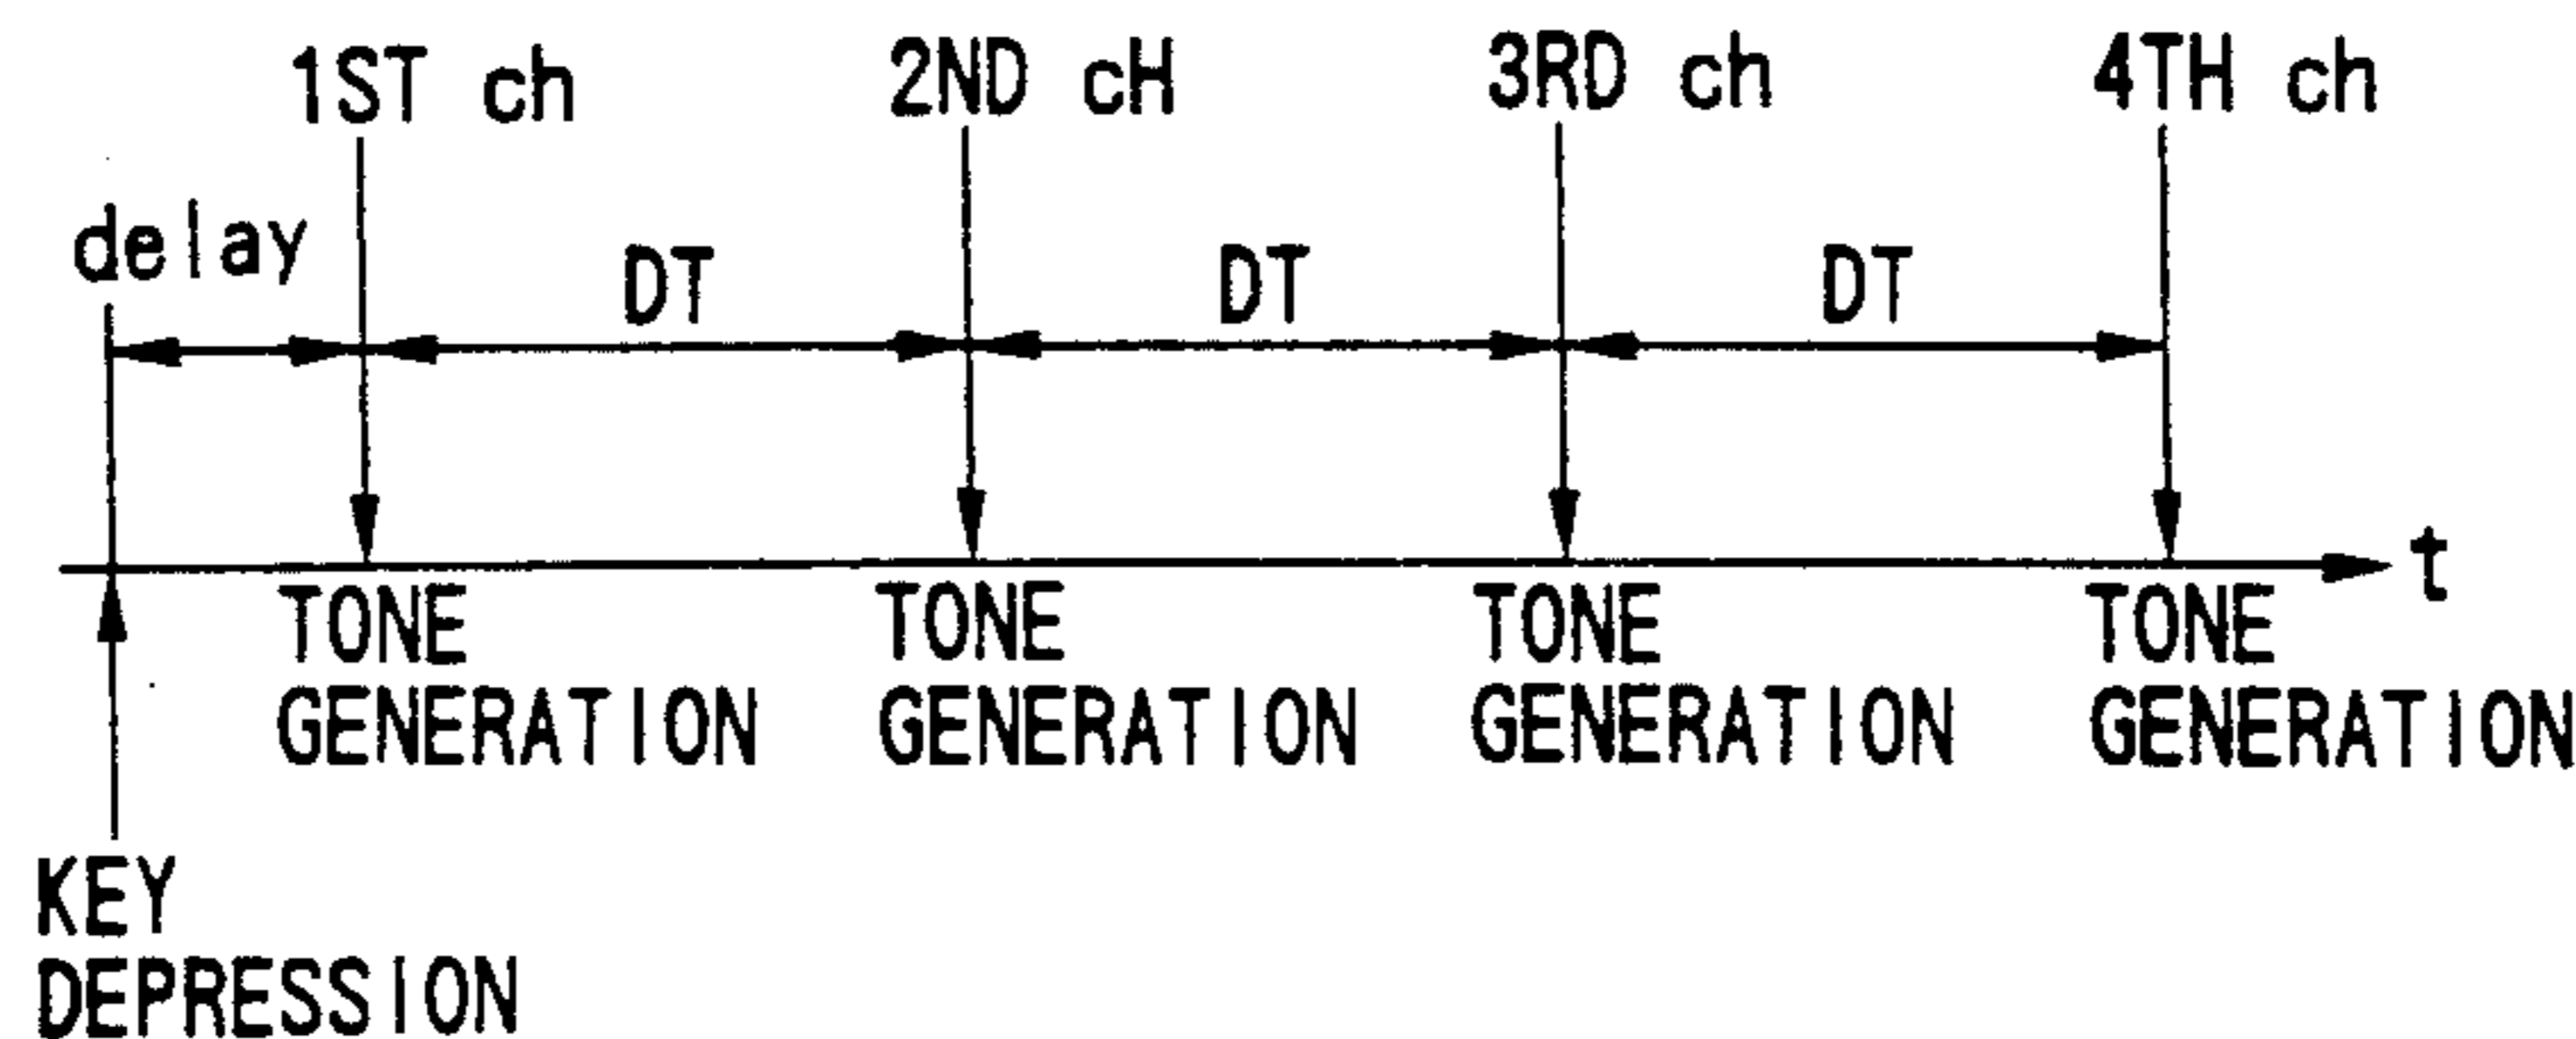 1ST ch 2ND cH 3RD ch 4TH ch
delay DT DT DT
t
TONE TONE TONE TONE
GENERATION GENERATION GENERATION GENERATION
KEY
DEPRESSION